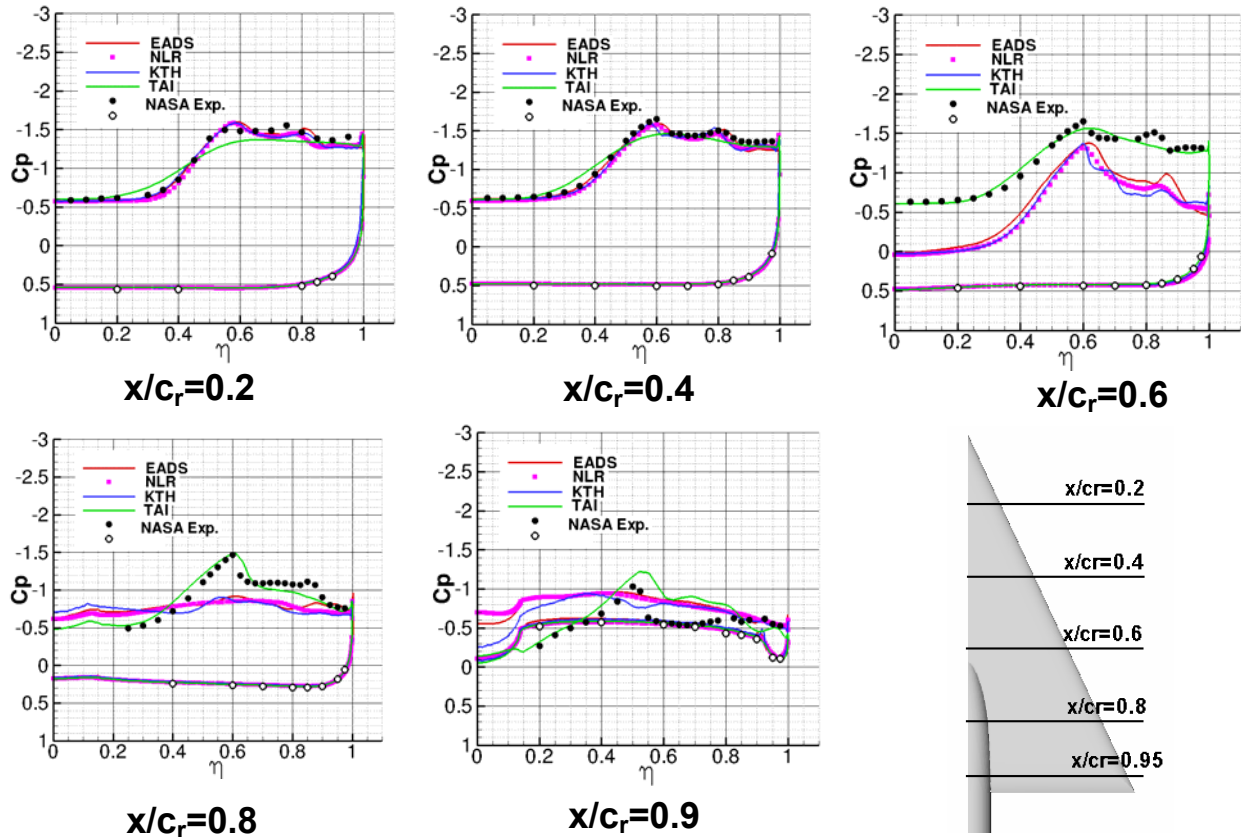 -3
-2.5
-2
-1.5
-1
-0.5
0
0.5
1
Cp
EADS
NLR
KTH
TAI
NASA Exp.
0 0.2 0.4 0.6 0.8 1
η
x/cr=0.2
-3
-2.5
-2
-1.5
-1
-0.5
0
0.5
1
Cp
EADS
NLR
KTH
TAI
NASA Exp.
0 0.2 0.4 0.6 0.8 1
η
x/cr=0.4
-3
-2.5
-2
-1.5
-1
-0.5
0
0.5
1
Cp
EADS
NLR
KTH
TAI
NASA Exp.
0 0.2 0.4 0.6 0.8 1
η
x/cr=0.6
-3
-2.5
-2
-1.5
-1
-0.5
0
0.5
1
Cp
EADS
NLR
KTH
TAI
NASA Exp.
0 0.2 0.4 0.6 0.8 1
η
x/cr=0.8
-3
-2.5
-2
-1.5
-1
-0.5
0
0.5
1
Cp
EADS
NLR
KTH
TAI
NASA Exp.
0 0.2 0.4 0.6 0.8 1
η
x/cr=0.9
x/cr=0.2
x/cr=0.4
x/cr=0.6
x/cr=0.8
x/cr=0.95